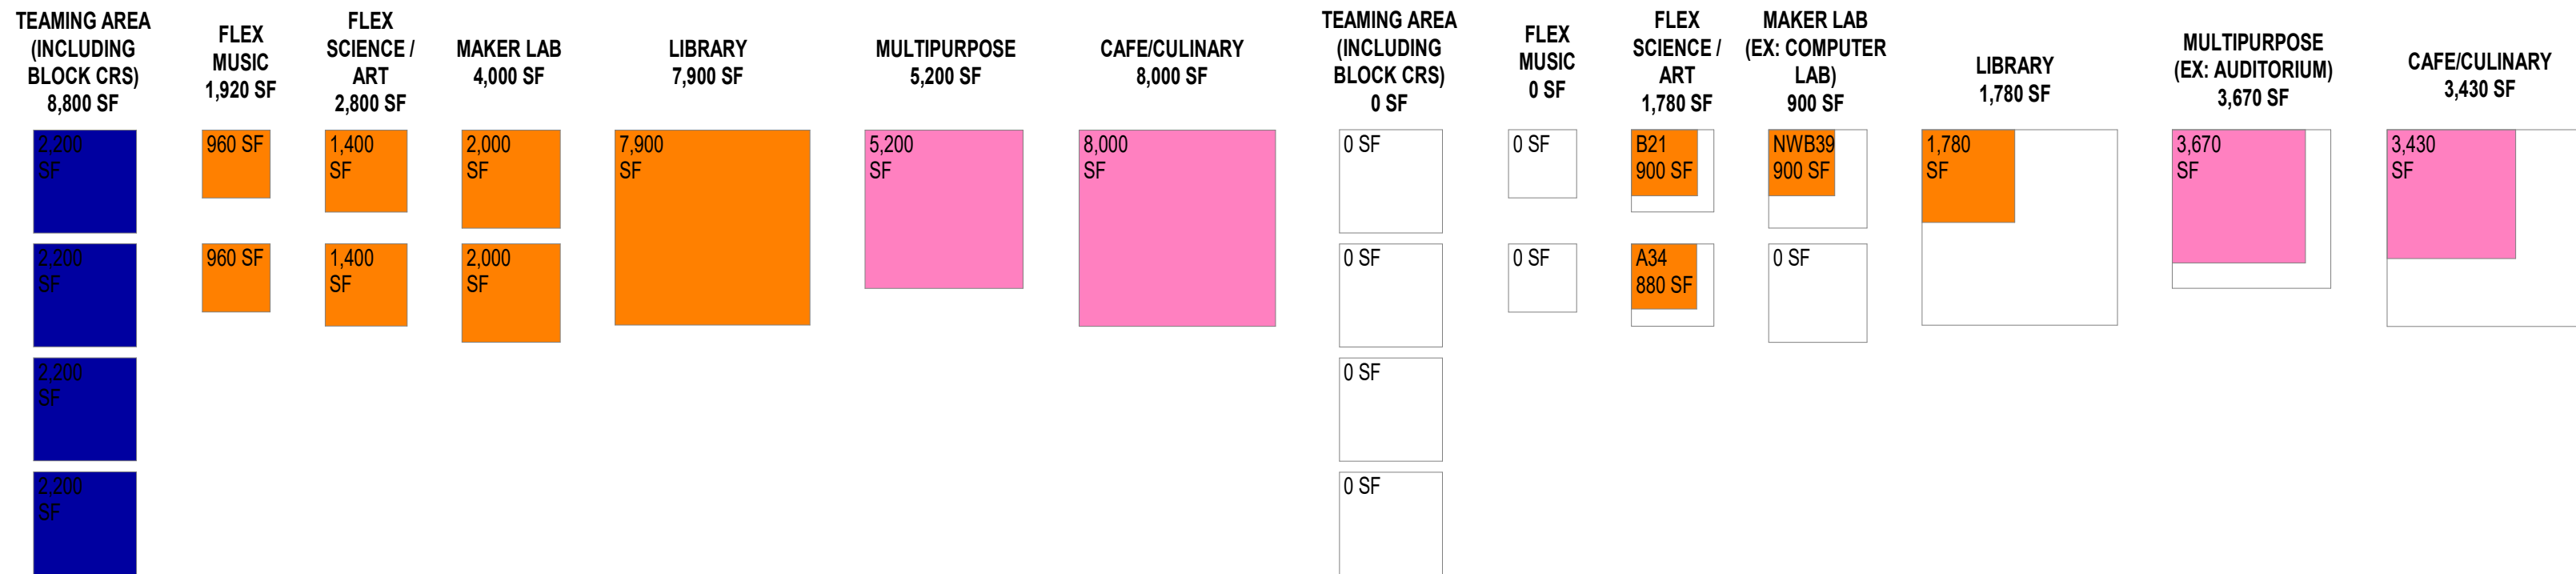 TEAMING AREA
(INCLUDING
BLOCK CRS)
8,800 SF
FLEX
MUSIC
1,920 SF
FLEX
SCIENCE /
ART
2,800 SF
MAKER LAB
4,000 SF
LIBRARY
7,900 SF
MULTIPURPOSE
5,200 SF
CAFE/CULINARY
8,000 SF
TEAMING AREA
(INCLUDING
BLOCK CRS)
0 SF
FLEX
MUSIC
0 SF
FLEX
SCIENCE /
ART
1,780 SF
MAKER LAB
(EX: COMPUTER
LAB)
900 SF
LIBRARY
1,780 SF
MULTIPURPOSE
(EX: AUDITORIUM)
3,670 SF
CAFE/CULINARY
3,430 SF
2,200
SF
960 SF
1,400
SF
2,000
SF
7,900
SF
5,200
SF
8,000
SF
0 SF
0 SF
B21
900 SF
NWB39
900 SF
1,780
SF
3,670
SF
3,430
SF
2,200
SF
960 SF
1,400
SF
2,000
SF
0 SF
0 SF
A34
880 SF
0 SF
2,200
SF
0 SF
2,200
SF
0 SF